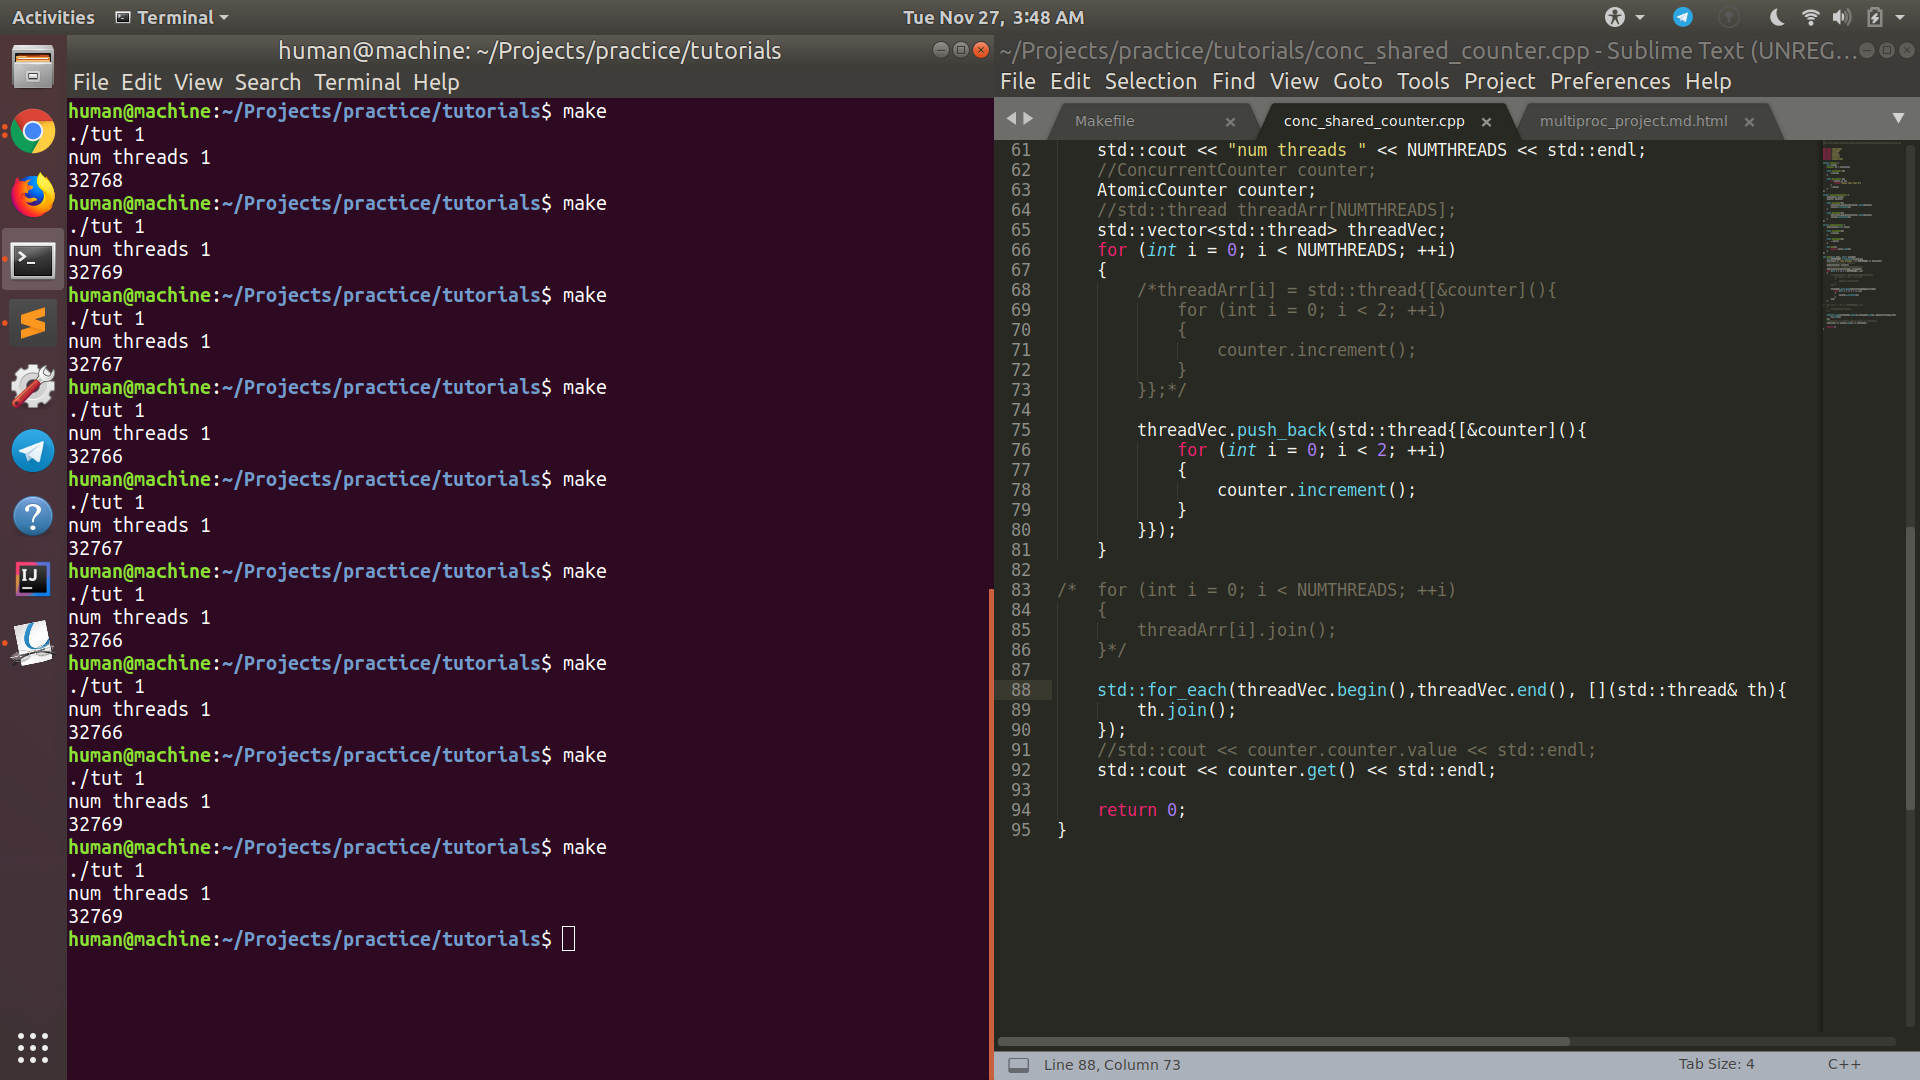 Activities Terminal Tue Nov 27, 3:48 AM
human@machine: ~/Projects/practice/tutorials
File Edit View Search Terminal Help
human@machine:~/Projects/practice/tutorials$ make
./tut 1
num threads 1
32768
human@machine:~/Projects/practice/tutorials$ make
./tut 1
num threads 1
32769
human@machine:~/Projects/practice/tutorials$ make
./tut 1
num threads 1
32767
human@machine:~/Projects/practice/tutorials$ make
./tut 1
num threads 1
32766
human@machine:~/Projects/practice/tutorials$ make
./tut 1
num threads 1
32767
human@machine:~/Projects/practice/tutorials$ make
./tut 1
num threads 1
32766
human@machine:~/Projects/practice/tutorials$ make
./tut 1
num threads 1
32766
human@machine:~/Projects/practice/tutorials$ make
./tut 1
num threads 1
32769
human@machine:~/Projects/practice/tutorials$ make
./tut 1
num threads 1
32769
human@machine:~/Projects/practice/tutorials$
~/Projects/practice/tutorials/conc_shared_counter.cpp - Sublime Text (UNREG...
File Edit Selection Find View Goto Tools Project Preferences Help
Makefile conc_shared_counter.cpp multiproc_project.md.html
61 std::cout << "num threads " << NUMTHREADS << std::endl;
62 //ConcurrentCounter counter;
63 AtomicCounter counter;
64 //std::thread threadArr[NUMTHREADS];
65 std::vector<std::thread> threadVec;
66 for (int i = 0; i < NUMTHREADS; ++i)
67 {
68 /*threadArr[i] = std::thread{[&counter](){
69 for (int i = 0; i < 2; ++i)
70 {
71 counter.increment();
72 }
73 }};*/
74
75 threadVec.push_back(std::thread{[&counter](){
76 for (int i = 0; i < 2; ++i)
77 {
78 counter.increment();
79 }
80 }});
81 }
82
83 /* for (int i = 0; i < NUMTHREADS; ++i)
84 {
85 threadArr[i].join();
86 }*/
87
88 std::for_each(threadVec.begin(),threadVec.end(), [](std::thread& th){
89 th.join();
90 });
91 //std::cout << counter.counter.value << std::endl;
92 std::cout << counter.get() << std::endl;
93
94 return 0;
95 }
Line 88, Column 73 Tab Size: 4 C++
IJ